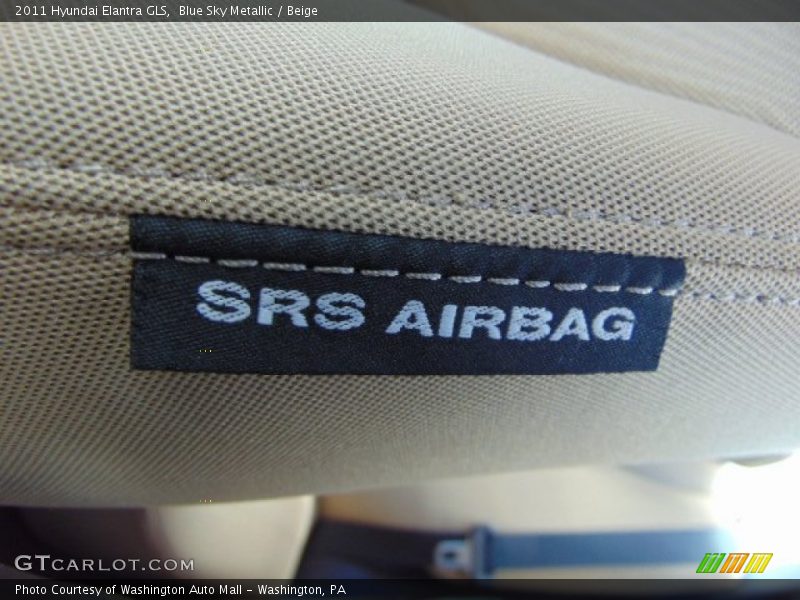 2011 Hyundai Elantra GLS, Blue Sky Metallic / Beige
SRS AIRBAG
GTCARLOT.COM
Photo Courtesy of Washington Auto Mall - Washington, PA